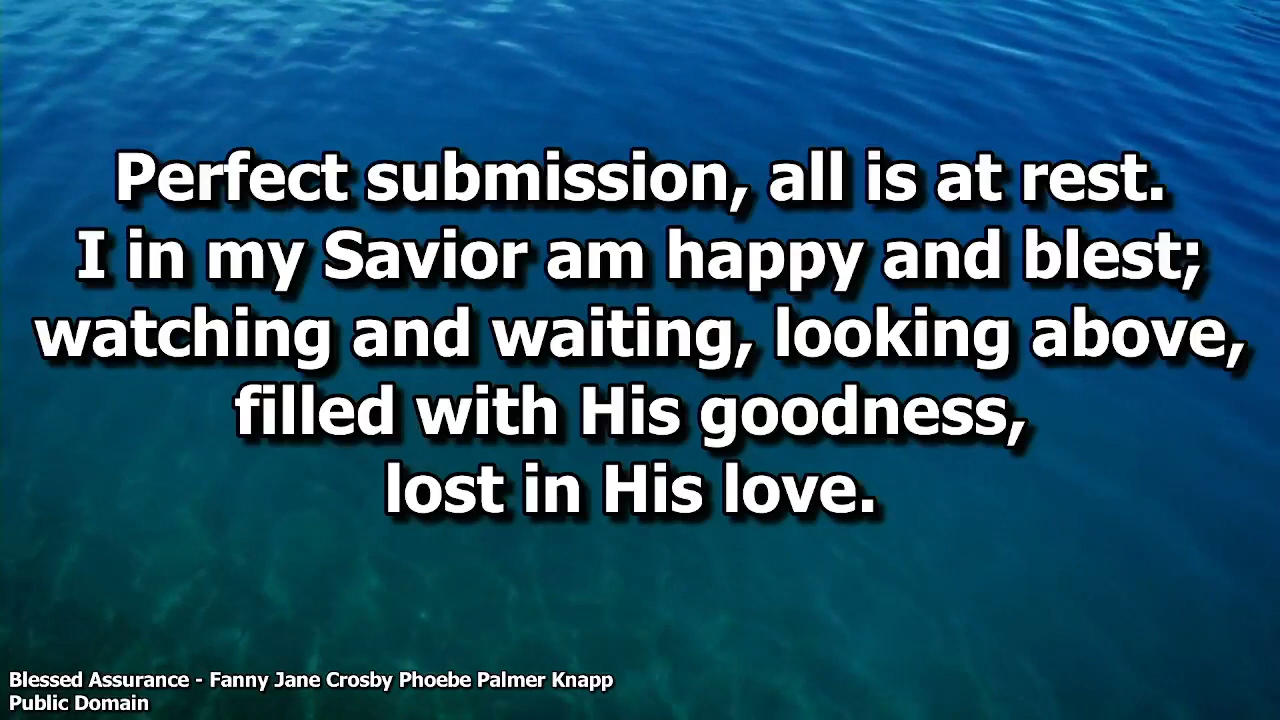 Perfect submission, all is at rest.
I in my Savior am happy and blest;
watching and waiting, looking above,
filled with His goodness,
lost in His love.
Blessed Assurance - Fanny Jane Crosby Phoebe Palmer Knapp
Public Domain